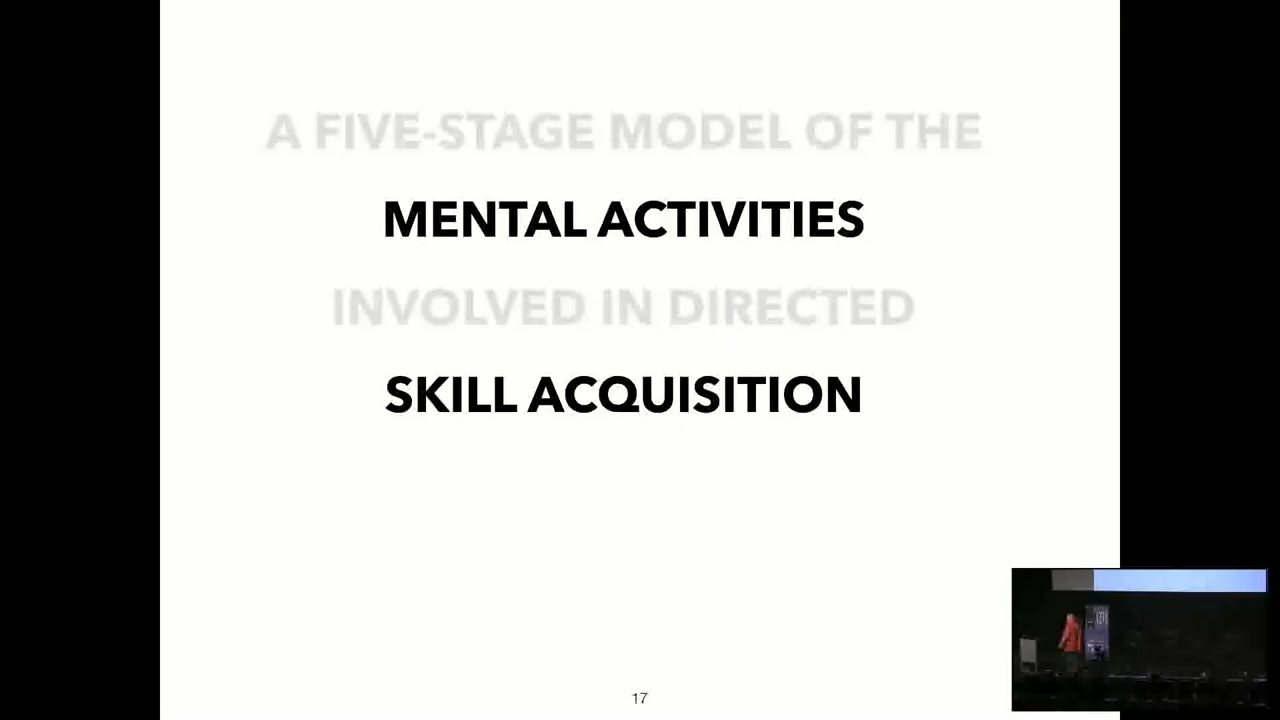 A FIVE-STAGE MODEL OF THE
MENTAL ACTIVITIES
INVOLVED IN DIRECTED
SKILL ACQUISITION
17